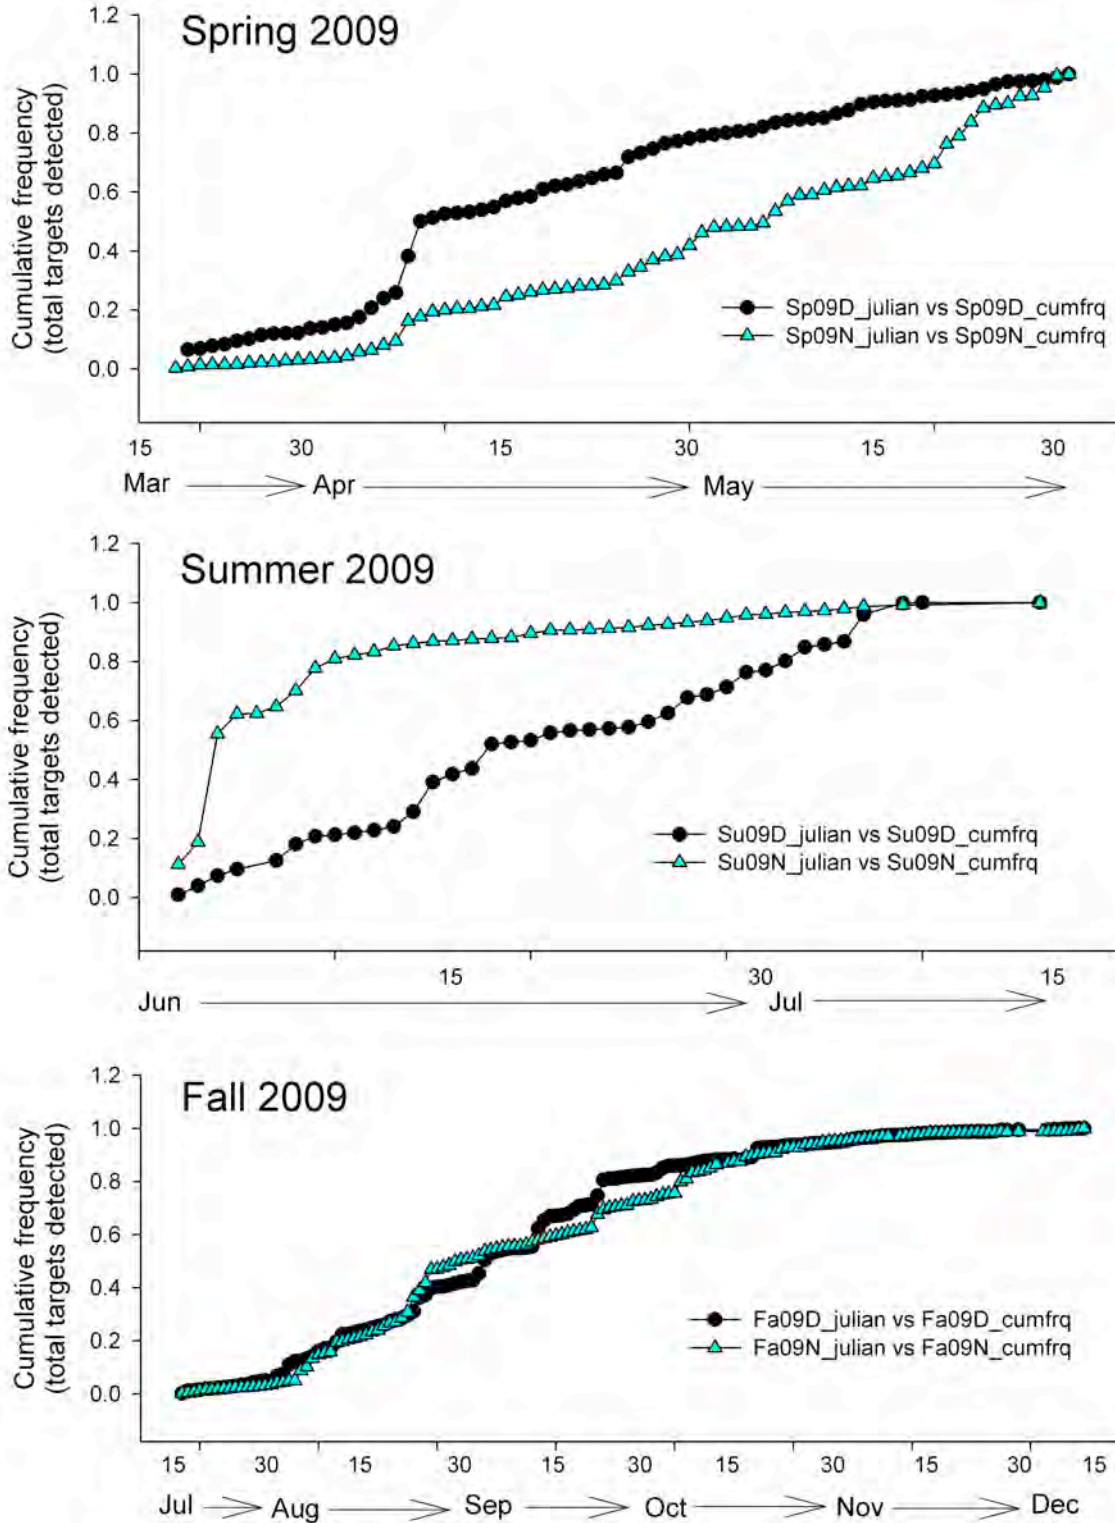 Spring 2009
Cumulative frequency
(total targets detected)
1.2
1.0
0.8
0.6
0.4
0.2
0.0
Sp09D_julian vs Sp09D_cumfrq
Sp09N_julian vs Sp09N_cumfrq
15 30 15 30 15 30
Mar Apr May
Summer 2009
Cumulative frequency
(total targets detected)
1.2
1.0
0.8
0.6
0.4
0.2
0.0
Su09D_julian vs Su09D_cumfrq
Su09N_julian vs Su09N_cumfrq
15 30 15
Jun Jul
Fall 2009
Cumulative frequency
(total targets detected)
1.2
1.0
0.8
0.6
0.4
0.2
0.0
Fa09D_julian vs Fa09D_cumfrq
Fa09N_julian vs Fa09N_cumfrq
15 30 15 30 15 30 15 30 15 30 15
Jul Aug Sep Oct Nov Dec